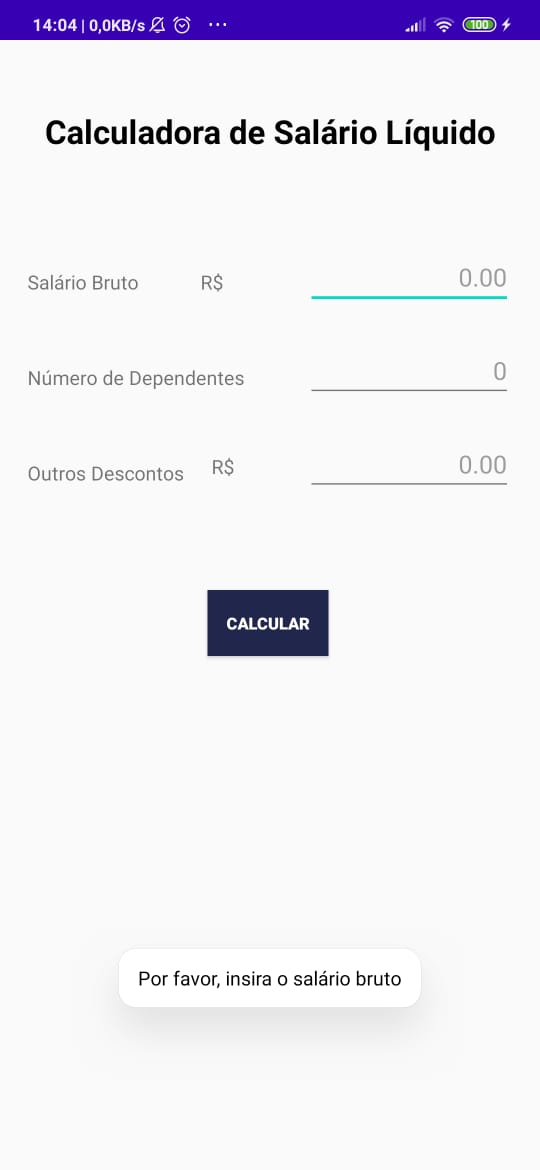 14:04 | 0,0KB/s ... 100
Calculadora de Salário Líquido
Salário Bruto R$ 0.00
Número de Dependentes 0
Outros Descontos R$ 0.00
CALCULAR
Por favor, insira o salário bruto